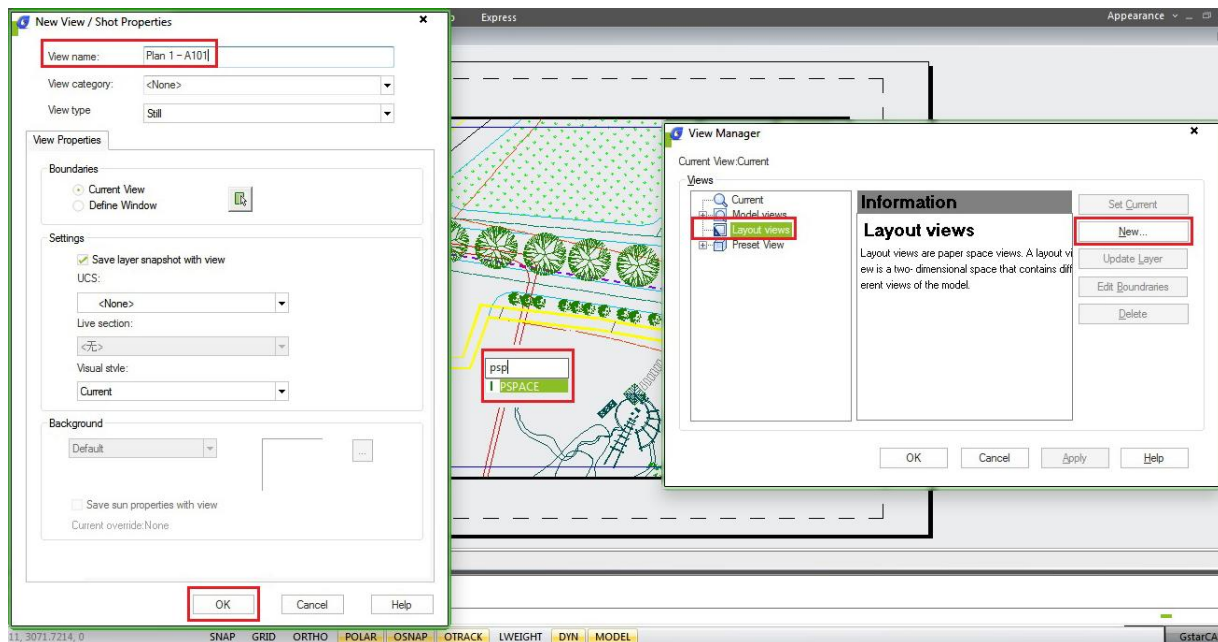 New View / Shot Properties
View name:
Plan 1 – A101
View category:
<None>
View type
Still
View Properties
Boundaries
Current View
Define Window
Settings
Save layer snapshot with view
UCS:
<None>
Live section:
<无>
Visual style:
Current
Background
Default
...
Save sun properties with view
Current override:None
OK
Cancel
Help
Express
Appearance
psp
PSPACE
View Manager
Current View:Current
Views
Current
Model views
Layout views
Preset View
Information
Layout views
Layout views are paper space views. A layout vi
ew is a two- dimensional space that contains diff
erent views of the model.
Set Current
New...
Update Layer
Edit Boundaries
Delete
OK
Cancel
Apply
Help
11, 3071.7214, 0
SNAP GRID ORTHO POLAR OSNAP OTRACK LWEIGHT DYN MODEL
GstarCA